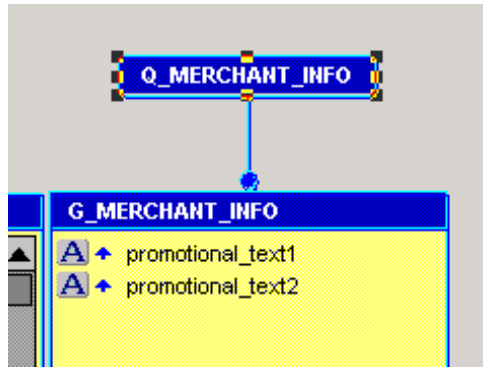 Q_MERCHANT_INFO
G_MERCHANT_INFO
A promotional_text1
A promotional_text2